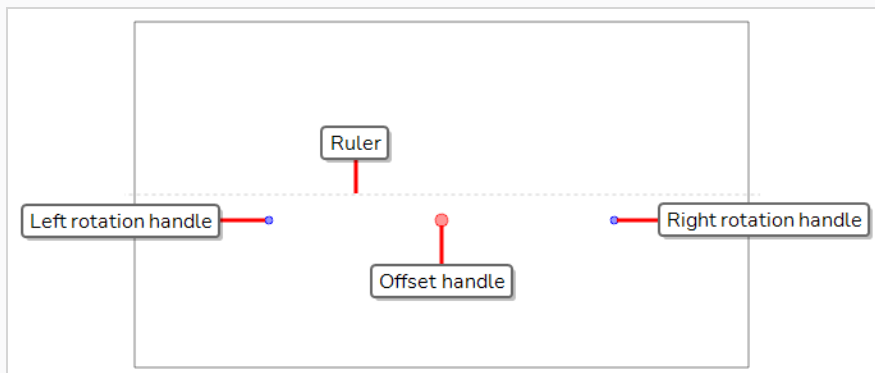 Ruler
Left rotation handle
Right rotation handle
Offset handle